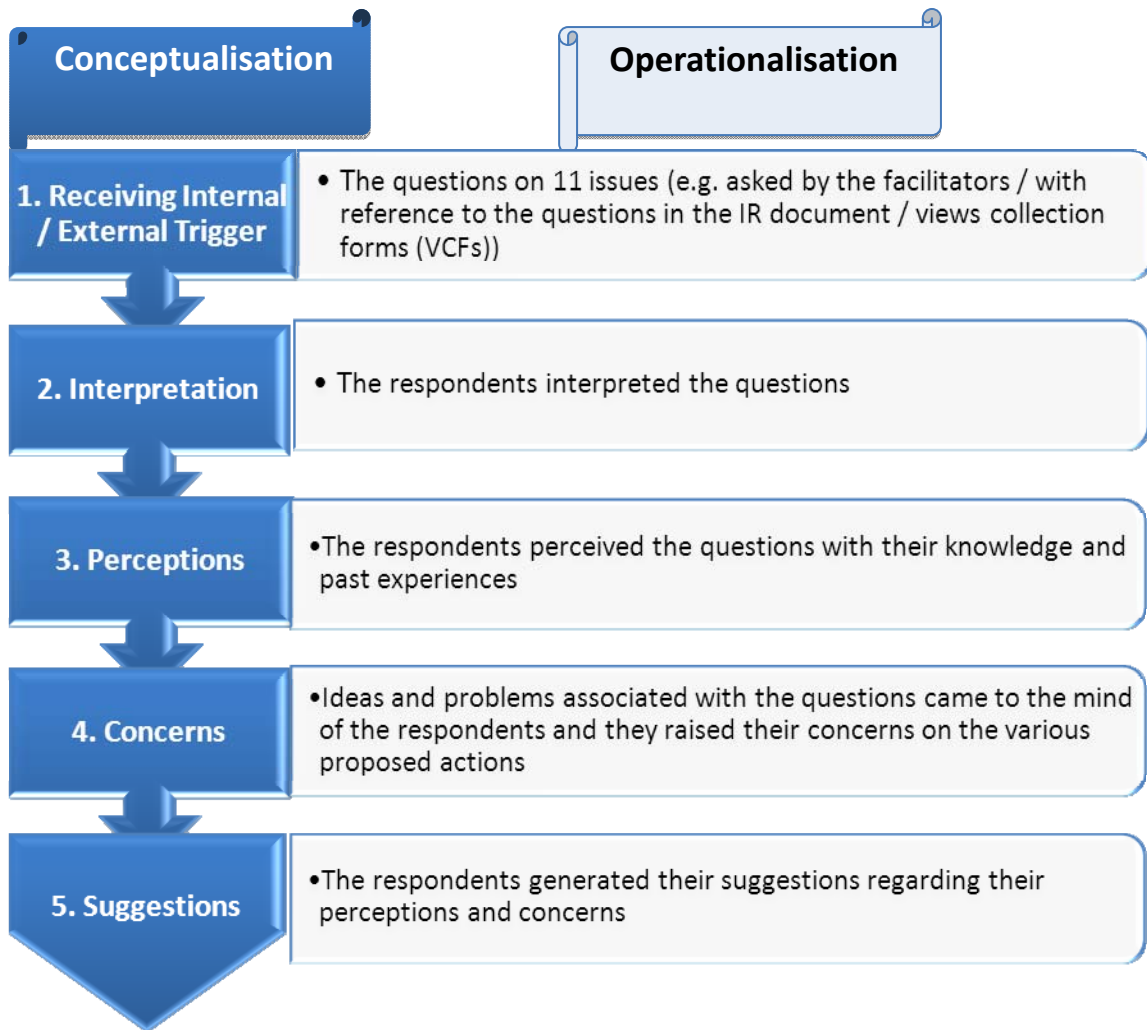 Conceptualisation
Operationalisation
1. Receiving Internal
/ External Trigger
• The questions on 11 issues (e.g. asked by the facilitators / with
reference to the questions in the IR document / views collection
forms (VCFs))
2. Interpretation
• The respondents interpreted the questions
3. Perceptions
•The respondents perceived the questions with their knowledge and
past experiences
4. Concerns
•Ideas and problems associated with the questions came to the mind
of the respondents and they raised their concerns on the various
proposed actions
5. Suggestions
•The respondents generated their suggestions regarding their
perceptions and concerns